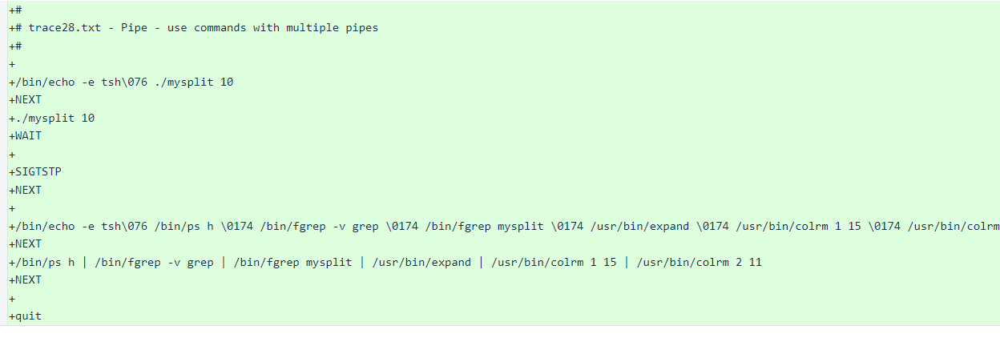 +#
+# trace28.txt - Pipe - use commands with multiple pipes
+#
+
+/bin/echo -e tsh\076 ./mysplit 10
+NEXT
+./mysplit 10
+WAIT
+
+SIGTSTP
+NEXT
+
+/bin/echo -e tsh\076 /bin/ps h \0174 /bin/fgrep -v grep \0174 /bin/fgrep mysplit \0174 /usr/bin/expand \0174 /usr/bin/colrm 1 15 \0174 /usr/bin/colrm
+NEXT
+/bin/ps h | /bin/fgrep -v grep | /bin/fgrep mysplit | /usr/bin/expand | /usr/bin/colrm 1 15 | /usr/bin/colrm 2 11
+NEXT
+
+quit